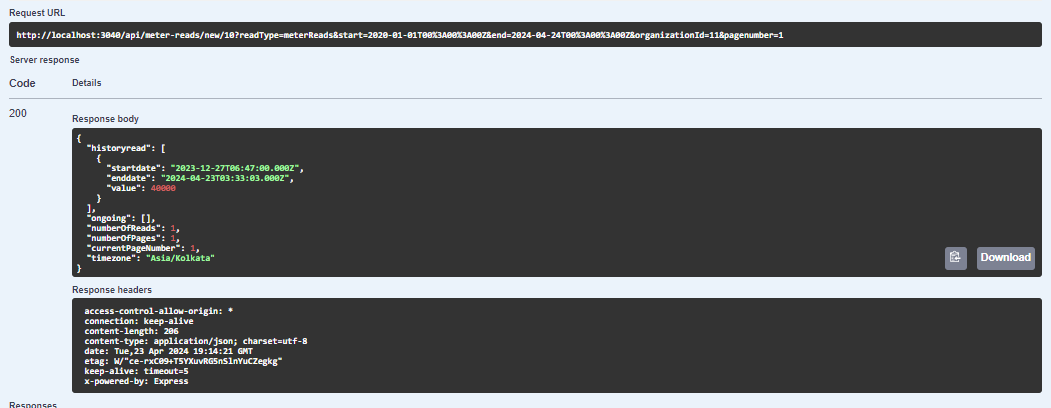 Request URL
http://localhost:3040/api/meter-reads/new/10?readType=meterReads&start=2020-01-01T00%3A00%3A00Z&end=2024-04-24T00%3A00%3A00Z&organizationId=11&pagenumber=1
Server response
Code Details
200
Response body
{
"historyread": [
{
"startdate": "2023-12-27T06:47:00.000Z",
"enddate": "2024-04-23T03:33:03.000Z",
"value": 40000
}
],
"ongoing": [],
"numberOfReads": 1,
"numberOfPages": 1,
"currentPageNumber": 1,
"timezone": "Asia/Kolkata"
}
Download
Response headers
access-control-allow-origin: *
connection: keep-alive
content-length: 206
content-type: application/json; charset=utf-8
date: Tue,23 Apr 2024 19:14:21 GMT
etag: W/"ce-rxC09+T5YXuvRG5nSlnYuCZegkg"
keep-alive: timeout=5
x-powered-by: Express
Responses